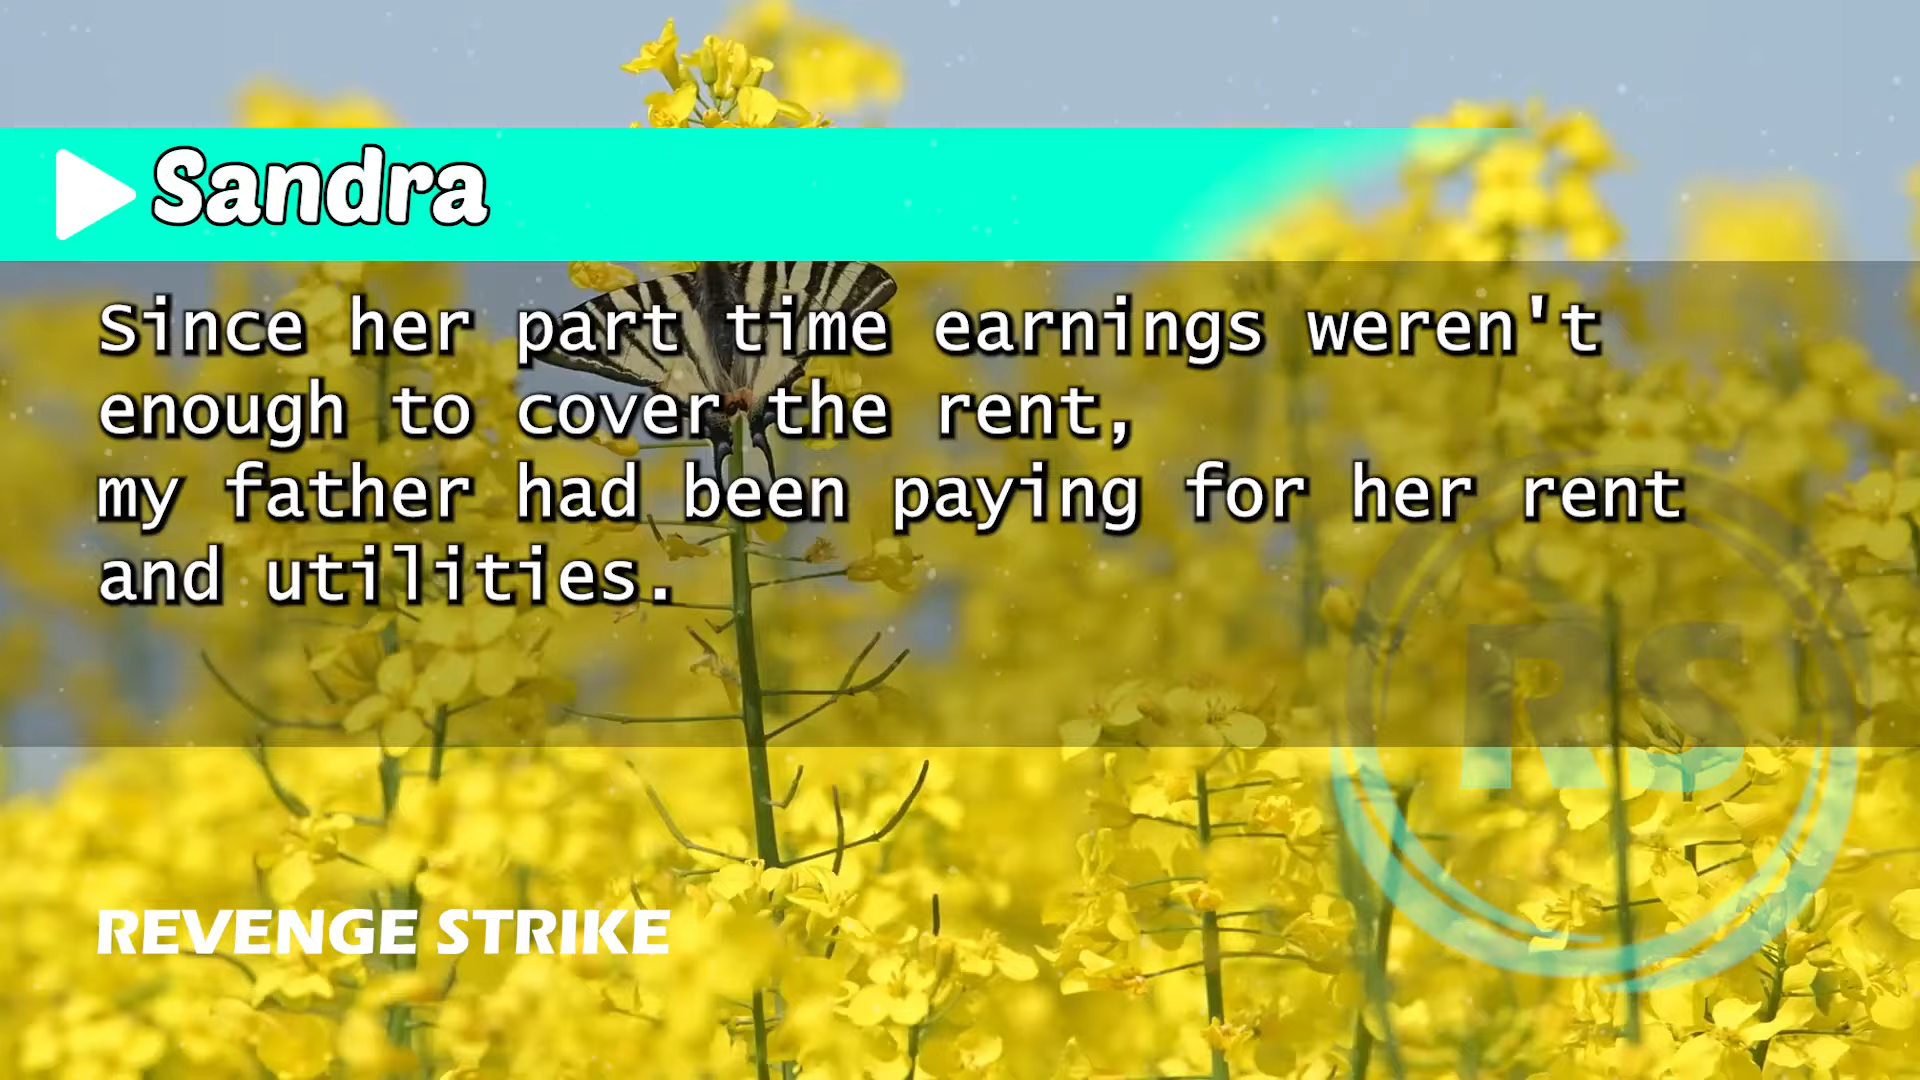 Sandra
Since her part time earnings weren't
enough to cover the rent,
my father had been paying for her rent
and utilities.
RS
REVENGE STRIKE